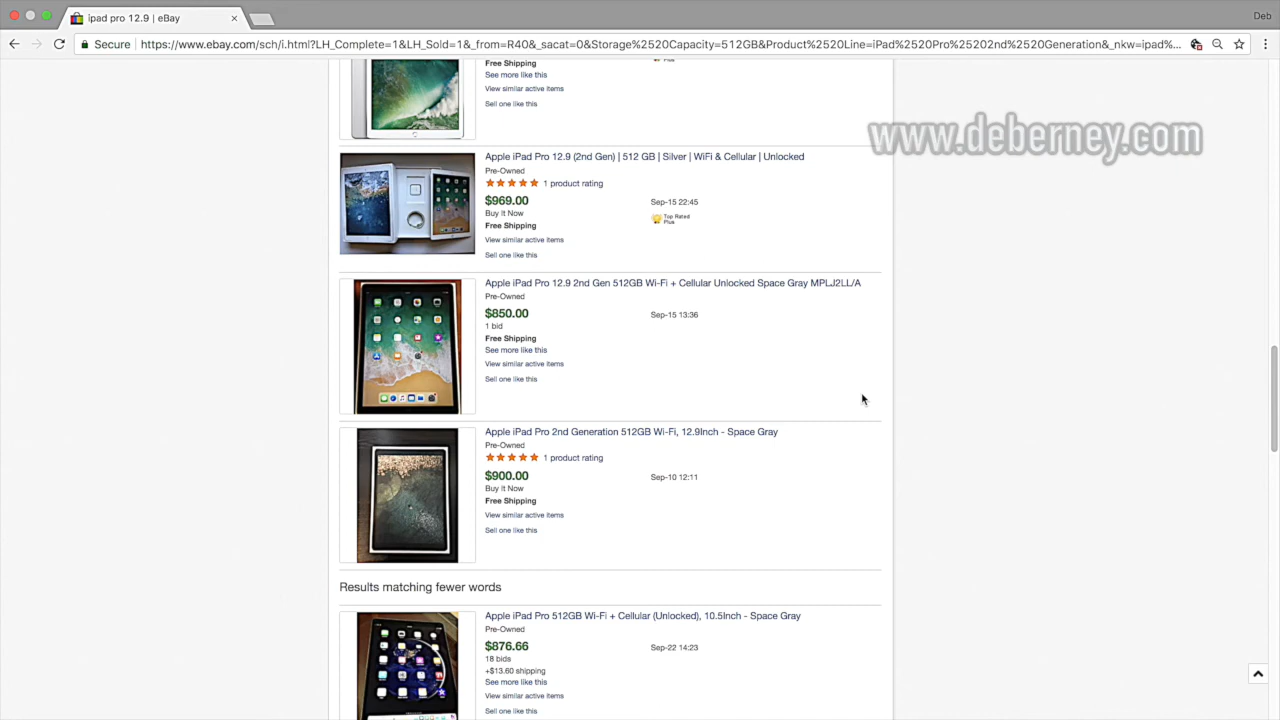 ipad pro 12.9 | eBay
Deb
Secure
https://www.ebay.com/sch/i.html?LH_Complete=1&LH_Sold=1&_from=R40&_sacat=0&Storage%2520Capacity=512GB&Product%2520Line=iPad%2520Pro%25202nd%2520Generation&_nkw=ipad%...
Free Shipping
Plus
See more like this
View similar active items
Sell one like this
www.deberney.com
Apple iPad Pro 12.9 (2nd Gen) | 512 GB | Silver | WiFi & Cellular | Unlocked
Pre-Owned
1 product rating
$969.00
Sep-15 22:45
Buy It Now
Top Rated
Plus
Free Shipping
View similar active items
Sell one like this
Apple iPad Pro 12.9 2nd Gen 512GB Wi-Fi + Cellular Unlocked Space Gray MPLJ2LL/A
Pre-Owned
$850.00
Sep-15 13:36
1 bid
Free Shipping
See more like this
View similar active items
Sell one like this
Apple iPad Pro 2nd Generation 512GB Wi-Fi, 12.9Inch - Space Gray
Pre-Owned
1 product rating
$900.00
Sep-10 12:11
Buy It Now
Free Shipping
View similar active items
Sell one like this
Results matching fewer words
Apple iPad Pro 512GB Wi-Fi + Cellular (Unlocked), 10.5Inch - Space Gray
Pre-Owned
$876.66
Sep-22 14:23
18 bids
+$13.60 shipping
See more like this
View similar active items
Sell one like this